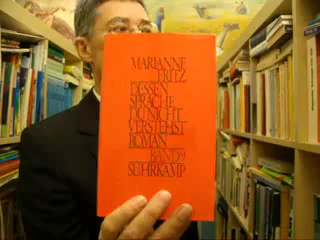 MARIANNE
FRITZ
DESSEN
SPRACHE
DU NICHT
VERSTEHST
ROMAN
BAND 9
SUHRKAMP